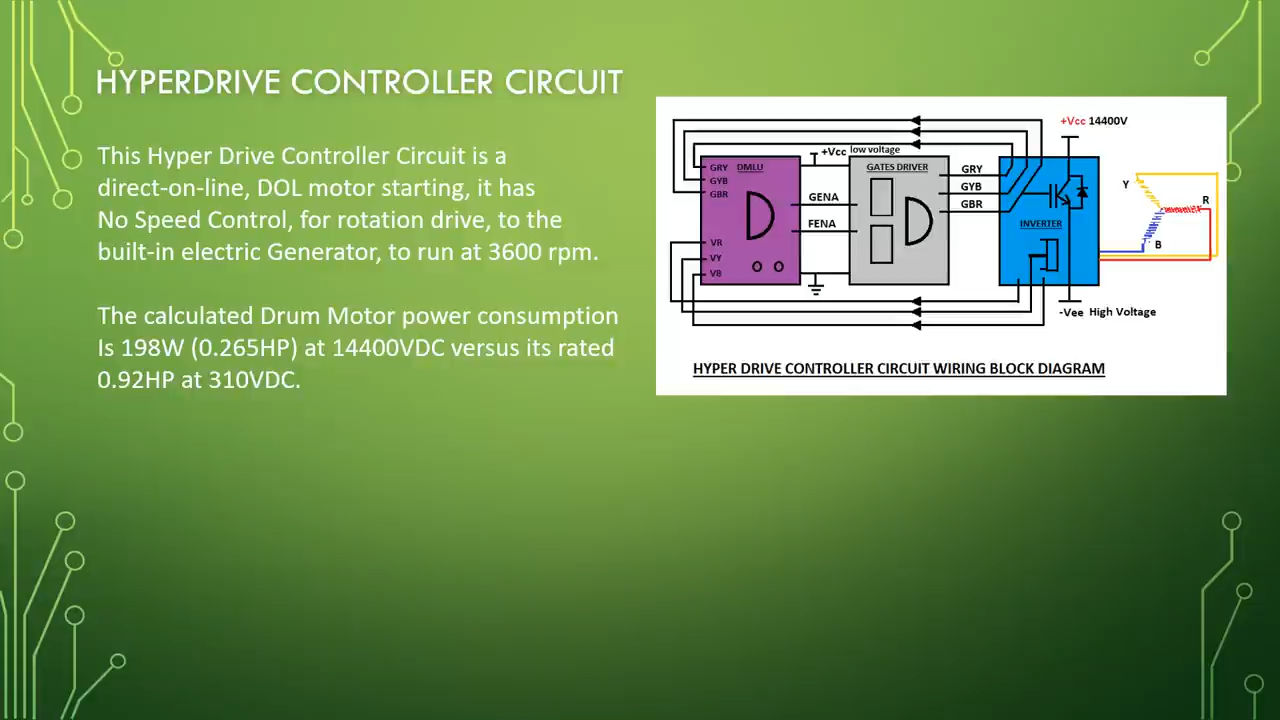 HYPERDRIVE CONTROLLER CIRCUIT
This Hyper Drive Controller Circuit is a
direct-on-line, DOL motor starting, it has
No Speed Control, for rotation drive, to the
built-in electric Generator, to run at 3600 rpm.
The calculated Drum Motor power consumption
Is 198W (0.265HP) at 14400VDC versus its rated
0.92HP at 310VDC.
+Vcc 14400V
+Vcc low voltage
GRY DMLU
GYB
GBR
GATES DRIVER
GRY
GYB
GBR
GENA
FENA
INVERTER
VR
VY
VB
Y
R
B
-Vee High Voltage
HYPER DRIVE CONTROLLER CIRCUIT WIRING BLOCK DIAGRAM